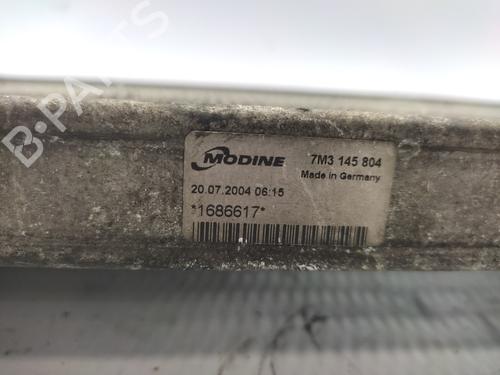 B-PARTS
MODINE 7M3 145 804
Made in Germany
20.07.2004 06:15
*1686617*